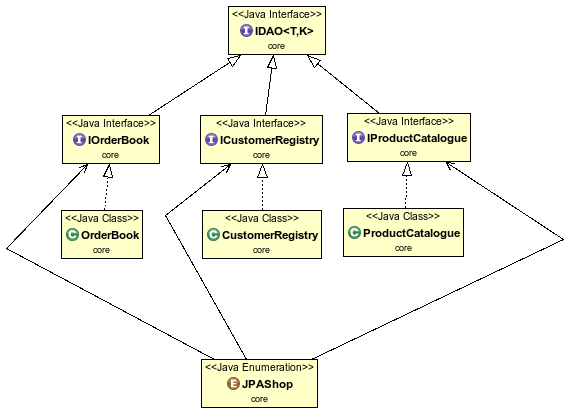 <<Java Interface>>
I IDAO<T,K>
core
<<Java Interface>>
I IOrderBook
core
<<Java Interface>>
I ICustomerRegistry
core
<<Java Interface>>
I IProductCatalogue
core
<<Java Class>>
C OrderBook
core
<<Java Class>>
C CustomerRegistry
core
<<Java Class>>
C ProductCatalogue
core
<<Java Enumeration>>
E JPAShop
core